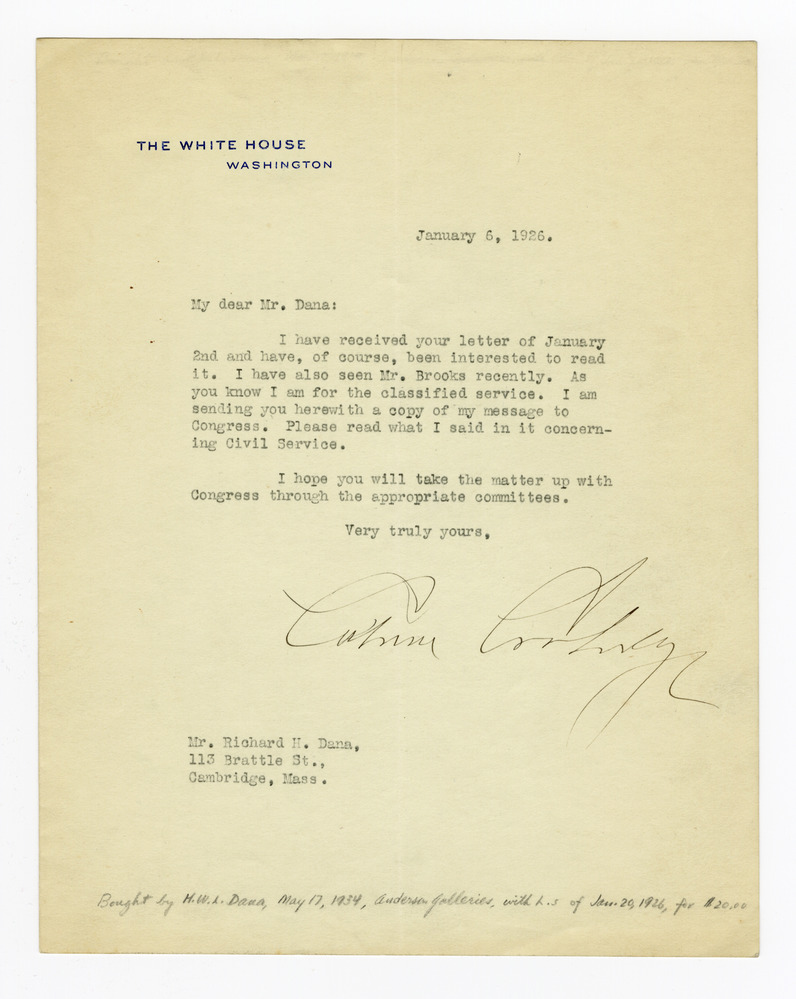 THE WHITE HOUSE
WASHINGTON
January 6, 1926.
My dear Mr. Dana:
I have received your letter of January
2nd and have, of course, been interested to read
it. I have also seen Mr. Brooks recently. As
you know I am for the classified service. I am
sending you herewith a copy of my message to
Congress. Please read what I said in it concern-
ing Civil Service.
I hope you will take the matter up with
Congress through the appropriate committees.
Very truly yours,
Calvin Coolidge
Mr. Richard H. Dana,
113 Brattle St.,
Cambridge, Mass.
Bought by H.W.L. Dana, May 17, 1934, Anderson Galleries, with L.S of Jan. 20, 1926, for $20.00